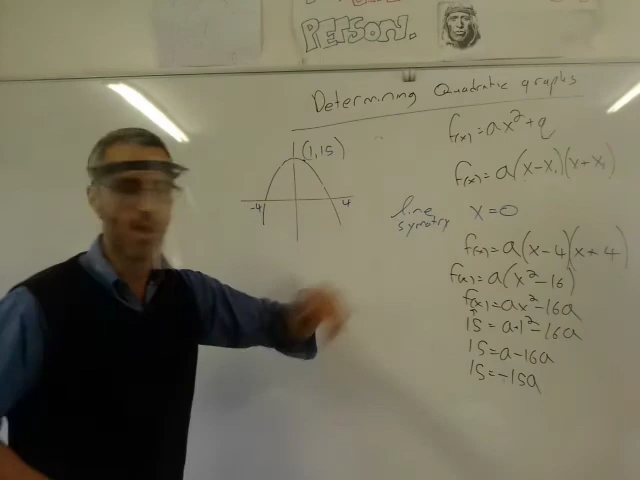 PERSON.
Determining Quadratic graphs
f(x)=ax²+q
(1,15)
f(x)=a(x-x₁)(x+x₁)
-4 4
line symetry x=0
f(x)=a(x-4)(x+4)
f(x)=a(x²-16)
f(x)=ax²-16a
15=a·1²-16a
15=a-16a
15=-15a